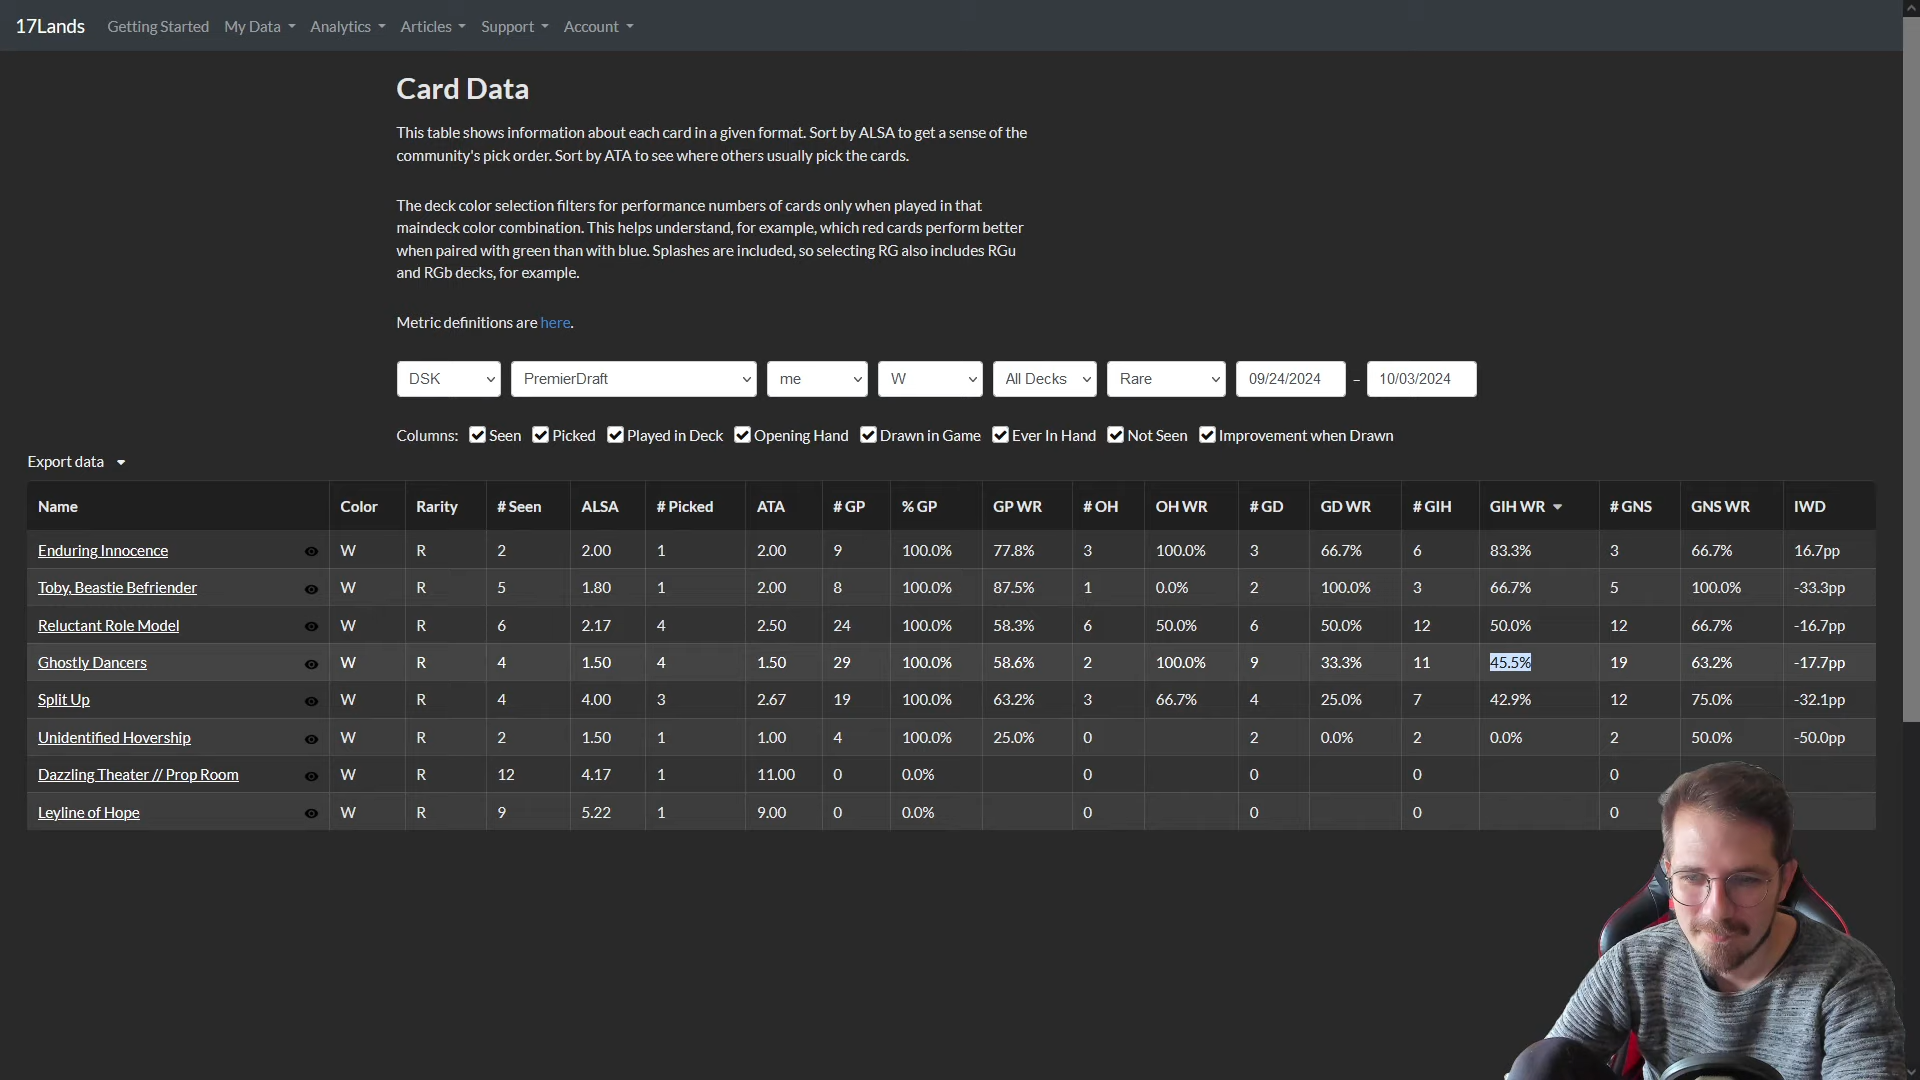 17Lands Getting Started My Data Analytics Articles Support Account
Card Data
This table shows information about each card in a given format. Sort by ALSA to get a sense of the
community's pick order. Sort by ATA to see where others usually pick the cards.
The deck color selection filters for performance numbers of cards only when played in that
maindeck color combination. This helps understand, for example, which red cards perform better
when paired with green than with blue. Splashes are included, so selecting RG also includes RGu
and RGb decks, for example.
Metric definitions are here.
DSK PremierDraft me W All Decks Rare 09/24/2024 – 10/03/2024
Columns: Seen Picked Played in Deck Opening Hand Drawn in Game Ever In Hand Not Seen Improvement when Drawn
Export data
Name Color Rarity # Seen ALSA # Picked ATA # GP % GP GP WR # OH OH WR # GD GD WR # GIH GIH WR # GNS GNS WR IWD
Enduring Innocence W R 2 2.00 1 2.00 9 100.0% 77.8% 3 100.0% 3 66.7% 6 83.3% 3 66.7% 16.7pp
Toby, Beastie Befriender W R 5 1.80 1 2.00 8 100.0% 87.5% 1 0.0% 2 100.0% 3 66.7% 5 100.0% -33.3pp
Reluctant Role Model W R 6 2.17 4 2.50 24 100.0% 58.3% 6 50.0% 6 50.0% 12 50.0% 12 66.7% -16.7pp
Ghostly Dancers W R 4 1.50 4 1.50 29 100.0% 58.6% 2 100.0% 9 33.3% 11 45.5% 19 63.2% -17.7pp
Split Up W R 4 4.00 3 2.67 19 100.0% 63.2% 3 66.7% 4 25.0% 7 42.9% 12 75.0% -32.1pp
Unidentified Hovership W R 2 1.50 1 1.00 4 100.0% 25.0% 0 2 0.0% 2 0.0% 2 50.0% -50.0pp
Dazzling Theater // Prop Room W R 12 4.17 1 11.00 0 0.0% 0 0 0 0
Leyline of Hope W R 9 5.22 1 9.00 0 0.0% 0 0 0 0